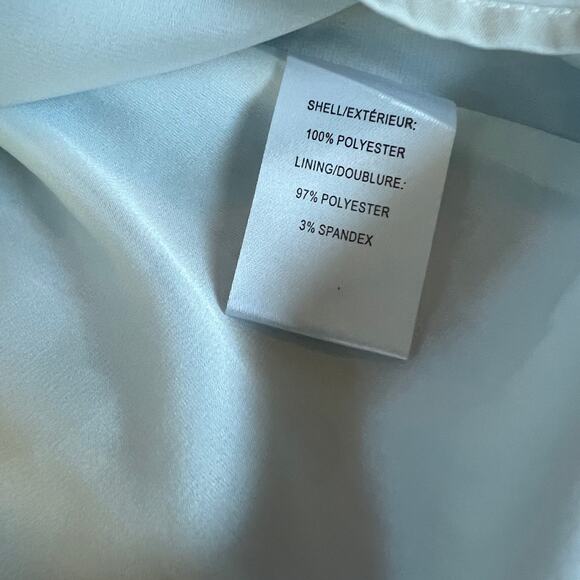 SHELL/EXTÉRIEUR:
100% POLYESTER
LINING/DOUBLURE:
97% POLYESTER
3% SPANDEX